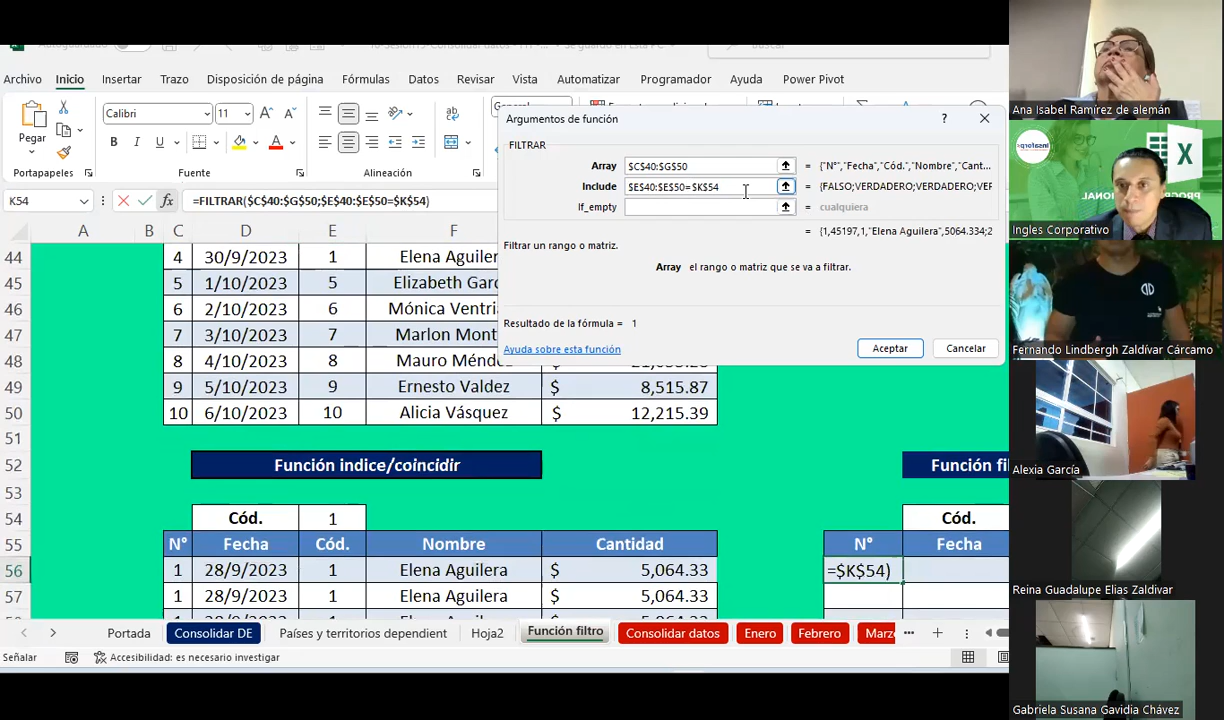 Archivo Inicio Insertar Trazo Disposición de página Fórmulas Datos Revisar Vista Automatizar Programador Ayuda Power Pivot
Pegar
Calibri 11
N K S
K54 =FILTRAR($C$40:$G$50;$E$40:$E$50=$K$54)
Argumentos de función ?
FILTRAR
Array $C$40:$G$50 = {"N°","Fecha","Cód.","Nombre","Cant...
Include $E$40:$E$50=$K$54 = {FALSO;VERDADERO;VERDADERO;VER
If_empty = cualquiera
= {1,45197,1,"Elena Aguilera",5064.334;2
Filtrar un rango o matriz.
Array el rango o matriz que se va a filtrar.
Resultado de la fórmula = 1
Ayuda sobre esta función Aceptar Cancelar
A B C D E F
44 4 30/9/2023 1 Elena Aguiler
45 5 1/10/2023 5 Elizabeth Garc
46 6 2/10/2023 6 Mónica Ventri
47 7 3/10/2023 7 Marlon Mont
48 8 4/10/2023 8 Mauro Ménd
49 9 5/10/2023 9 Ernesto Valdez $ 8,515.87
50 10 6/10/2023 10 Alicia Vásquez $ 12,215.39
51
52 Función indice/coincidir Función fi
53
54 Cód. 1 Cód.
55 N° Fecha Cód. Nombre Cantidad N° Fecha
56 1 28/9/2023 1 Elena Aguilera $ 5,064.33 =$K$54)
57 1 28/9/2023 1 Elena Aguilera $ 5,064.33
Portada Consolidar DE Países y territorios dependient Hoja2 Función filtro Consolidar datos Enero Febrero Marzo
Señalar Accesibilidad: es necesario investigar
Ana Isabel Ramírez de alemán
Insaforp
X
Ingles Corporativo
Fernando Lindbergh Zaldívar Cárcamo
Alexia García
Reina Guadalupe Elias Zaldivar
Gabriela Susana Gavidia Chávez